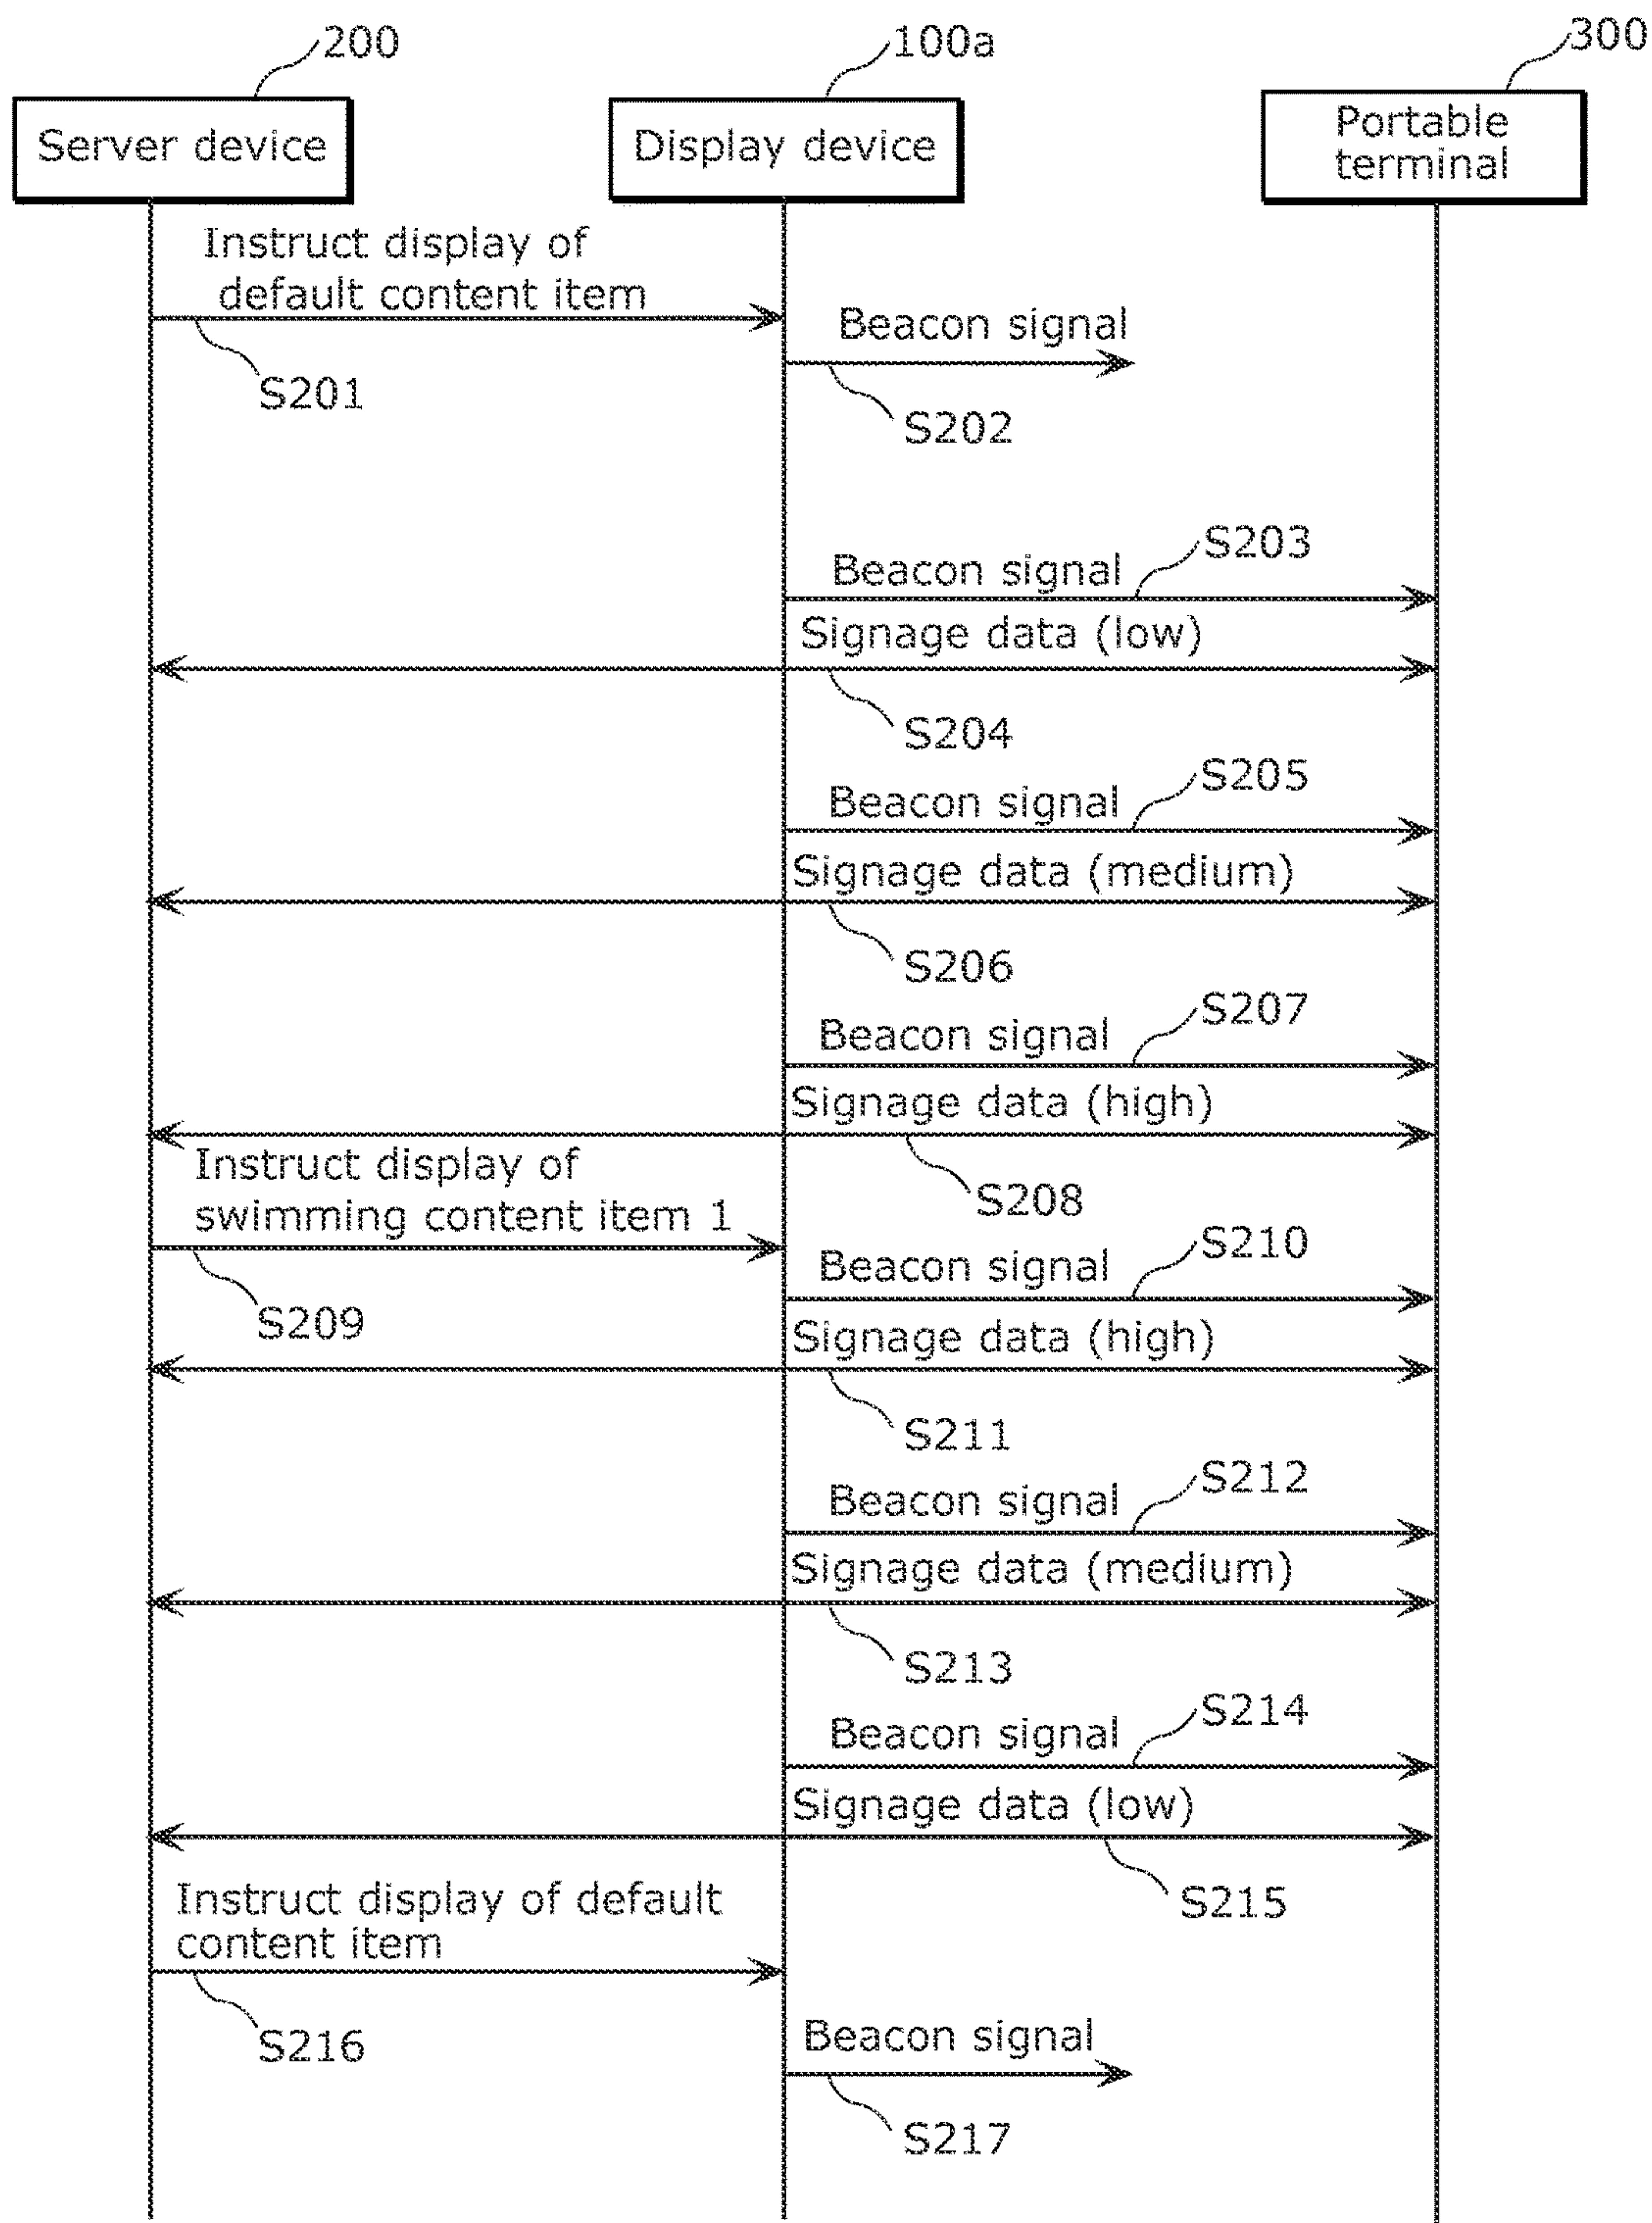 200
100a
300
Server device
Display device
Portable
terminal
Instruct display of
default content item
S201
Beacon signal
S202
S203
Beacon signal
Signage data (low)
S204
S205
Beacon signal
Signage data (medium)
S206
S207
Beacon signal
Signage data (high)
S208
Instruct display of
swimming content item 1
S209
S210
Beacon signal
Signage data (high)
S211
S212
Beacon signal
Signage data (medium)
S213
S214
Beacon signal
Signage data (low)
S215
Instruct display of default
content item
S216
Beacon signal
S217